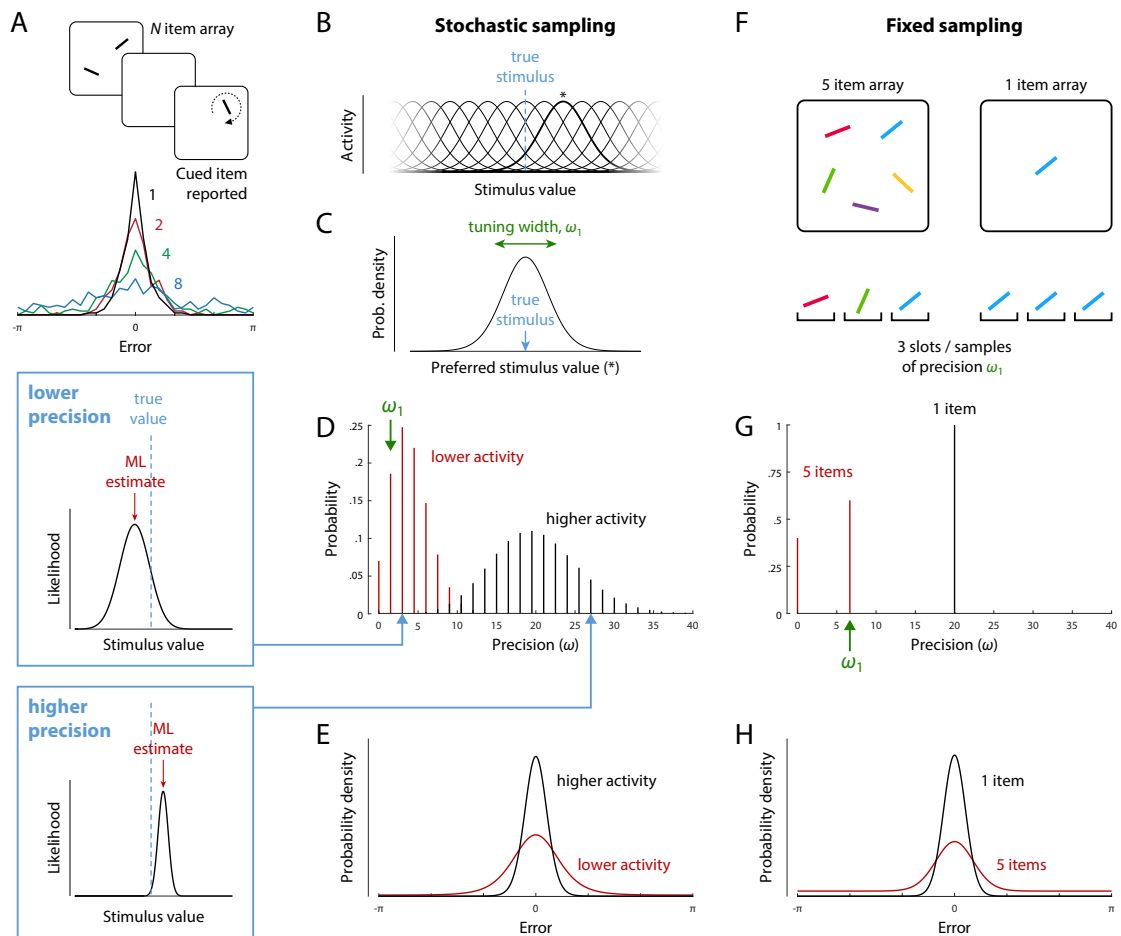 A
N item array
Cued item
reported
1
2
4
8
-π
0
π
Error
lower
precision
true
value
ML
estimate
Likelihood
Stimulus value
higher
precision
ML
estimate
Likelihood
Stimulus value
B
Stochastic sampling
true
stimulus
*
Activity
Stimulus value
C
tuning width, ω1
Prob. density
true
stimulus
Preferred stimulus value (*)
D
ω1
.25
.2
.15
.1
.05
0
Probability
lower activity
higher activity
0 5 10 15 20 25 30 35 40
Precision (ω)
E
Probability density
higher activity
lower activity
-π
0
π
Error
F
Fixed sampling
5 item array
1 item array
3 slots / samples
of precision ω1
G
1 item
1
.75
.5
.25
0
Probability
5 items
0 5 10 15 20 25 30 35 40
Precision (ω)
ω1
H
Probability density
1 item
5 items
-π
0
π
Error